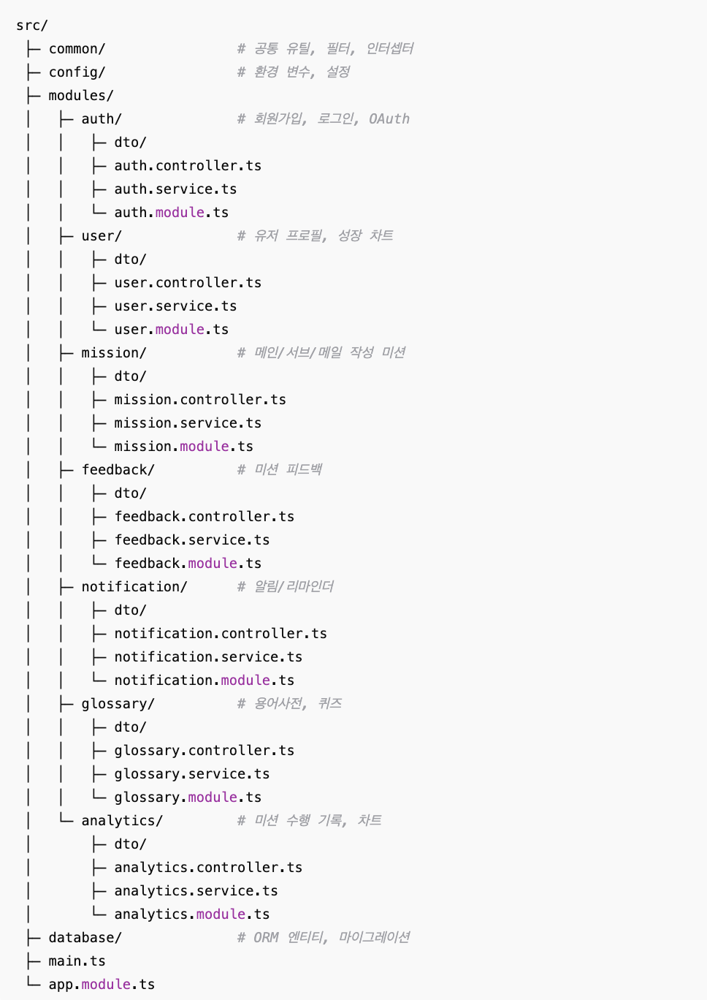 src/
├─ common/                # 공통 유틸, 필터, 인터셉터
├─ config/                # 환경 변수, 설정
├─ modules/
│   ├─ auth/              # 회원가입, 로그인, OAuth
│   │   ├─ dto/
│   │   ├─ auth.controller.ts
│   │   ├─ auth.service.ts
│   │   └─ auth.module.ts
│   ├─ user/              # 유저 프로필, 성장 차트
│   │   ├─ dto/
│   │   ├─ user.controller.ts
│   │   ├─ user.service.ts
│   │   └─ user.module.ts
│   ├─ mission/           # 메인/서브/메일 작성 미션
│   │   ├─ dto/
│   │   ├─ mission.controller.ts
│   │   ├─ mission.service.ts
│   │   └─ mission.module.ts
│   ├─ feedback/          # 미션 피드백
│   │   ├─ dto/
│   │   ├─ feedback.controller.ts
│   │   ├─ feedback.service.ts
│   │   └─ feedback.module.ts
│   ├─ notification/      # 알림/리마인더
│   │   ├─ dto/
│   │   ├─ notification.controller.ts
│   │   ├─ notification.service.ts
│   │   └─ notification.module.ts
│   ├─ glossary/          # 용어사전, 퀴즈
│   │   ├─ dto/
│   │   ├─ glossary.controller.ts
│   │   ├─ glossary.service.ts
│   │   └─ glossary.module.ts
│   └─ analytics/         # 미션 수행 기록, 차트
│       ├─ dto/
│       ├─ analytics.controller.ts
│       ├─ analytics.service.ts
│       └─ analytics.module.ts
├─ database/              # ORM 엔티티, 마이그레이션
├─ main.ts
└─ app.module.ts